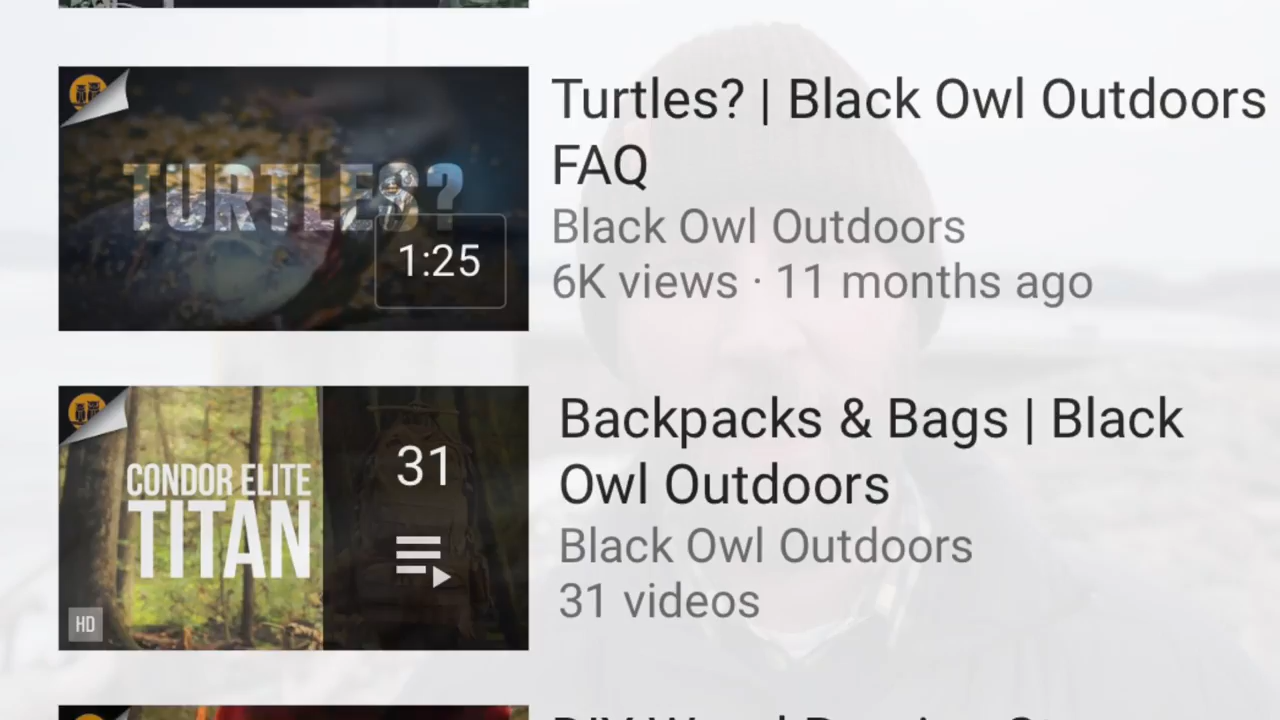 TURTLES?
1:25
Turtles? | Black Owl Outdoors
FAQ
Black Owl Outdoors
6K views · 11 months ago
CONDOR ELITE
TITAN
HD
31
Backpacks & Bags | Black
Owl Outdoors
Black Owl Outdoors
31 videos